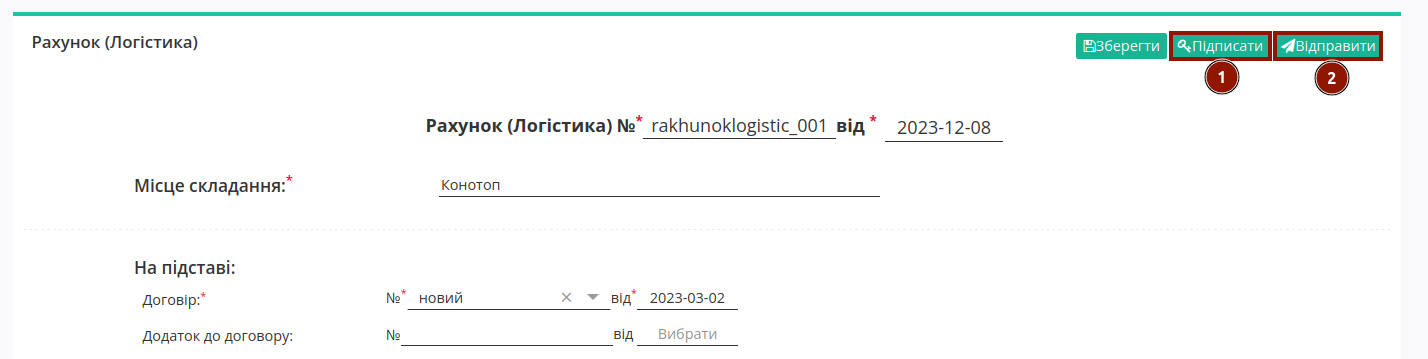 Рахунок (Логістика)
Зберегти Підписати Відправити
1 2
Рахунок (Логістика) №* rakhunoklogistic_001 від * 2023-12-08
Місце складання:* Конотоп
На підставі:
Договір:* №* новий × від* 2023-03-02
Додаток до договору: № від Вибрати